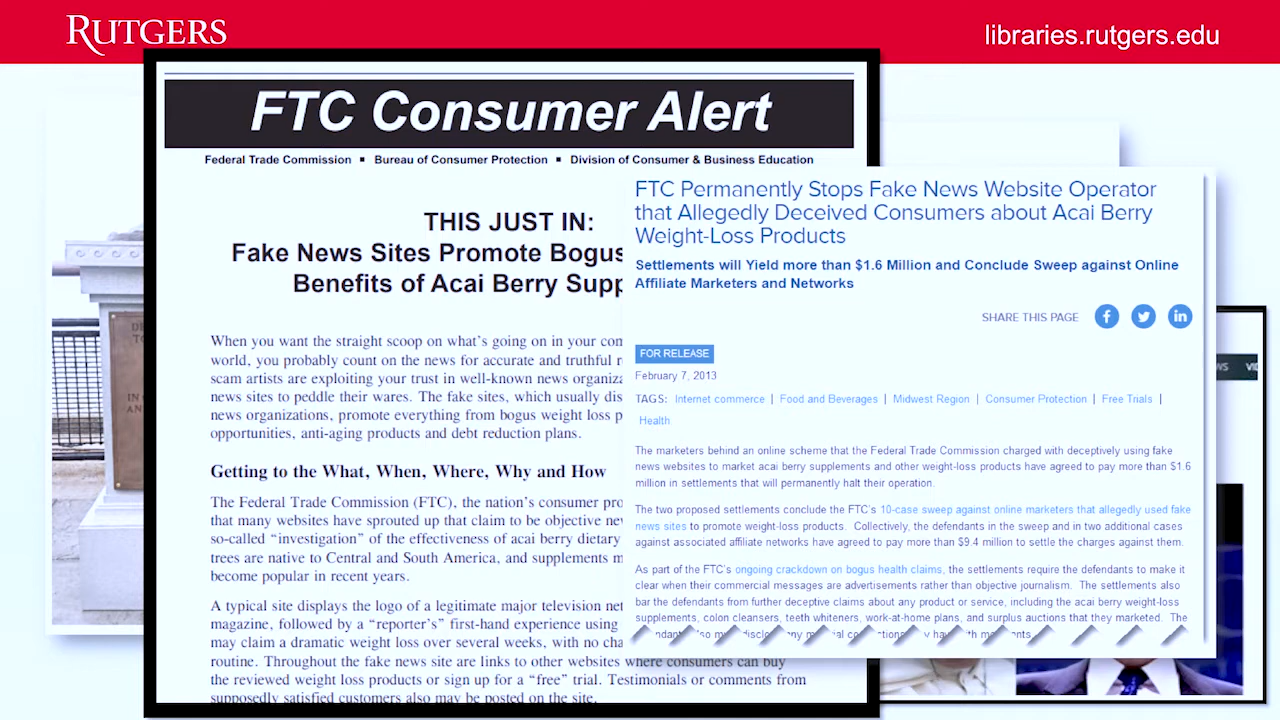 RUTGERS
libraries.rutgers.edu
FTC Consumer Alert
Federal Trade Commission ■ Bureau of Consumer Protection ■ Division of Consumer & Business Education
THIS JUST IN:
Fake News Sites Promote Bogus
Benefits of Acai Berry Supp
When you want the straight scoop on what's going on in your com
world, you probably count on the news for accurate and truthful r
scam artists are exploiting your trust in well-known news organiza
news sites to peddle their wares. The fake sites, which usually dis
news organizations, promote everything from bogus weight loss p
opportunities, anti-aging products and debt reduction plans.
Getting to the What, When, Where, Why and How
The Federal Trade Commission (FTC), the nation's consumer pro
that many websites have sprouted up that claim to be objective nev
so-called "investigation" of the effectiveness of acai berry dietary
trees are native to Central and South America, and supplements m
become popular in recent years.
A typical site displays the logo of a legitimate major television net
magazine, followed by a "reporter's" first-hand experience using
may claim a dramatic weight loss over several weeks, with no cha
routine. Throughout the fake news site are links to other websites where consumers can buy
the reviewed weight loss products or sign up for a "free" trial. Testimonials or comments from
supposedly satisfied customers also may be posted on the site.
FTC Permanently Stops Fake News Website Operator
that Allegedly Deceived Consumers about Acai Berry
Weight-Loss Products
Settlements will Yield more than $1.6 Million and Conclude Sweep against Online
Affiliate Marketers and Networks
SHARE THIS PAGE
FOR RELEASE
February 7, 2013
TAGS: Internet commerce | Food and Beverages | Midwest Region | Consumer Protection | Free Trials |
Health
The marketers behind an online scheme that the Federal Trade Commission charged with deceptively using fake
news websites to market acai berry supplements and other weight-loss products have agreed to pay more than $1.6
million in settlements that will permanently halt their operation.
The two proposed settlements conclude the FTC's 10-case sweep against online marketers that allegedly used fake
news sites to promote weight-loss products. Collectively, the defendants in the sweep and in two additional cases
against associated affiliate networks have agreed to pay more than $9.4 million to settle the charges against them.
As part of the FTC's ongoing crackdown on bogus health claims, the settlements require the defendants to make it
clear when their commercial messages are advertisements rather than objective journalism. The settlements also
bar the defendants from further deceptive claims about any product or service, including the acai berry weight-loss
supplements, colon cleansers, teeth whiteners, work-at-home plans, and surplus auctions that they marketed. The